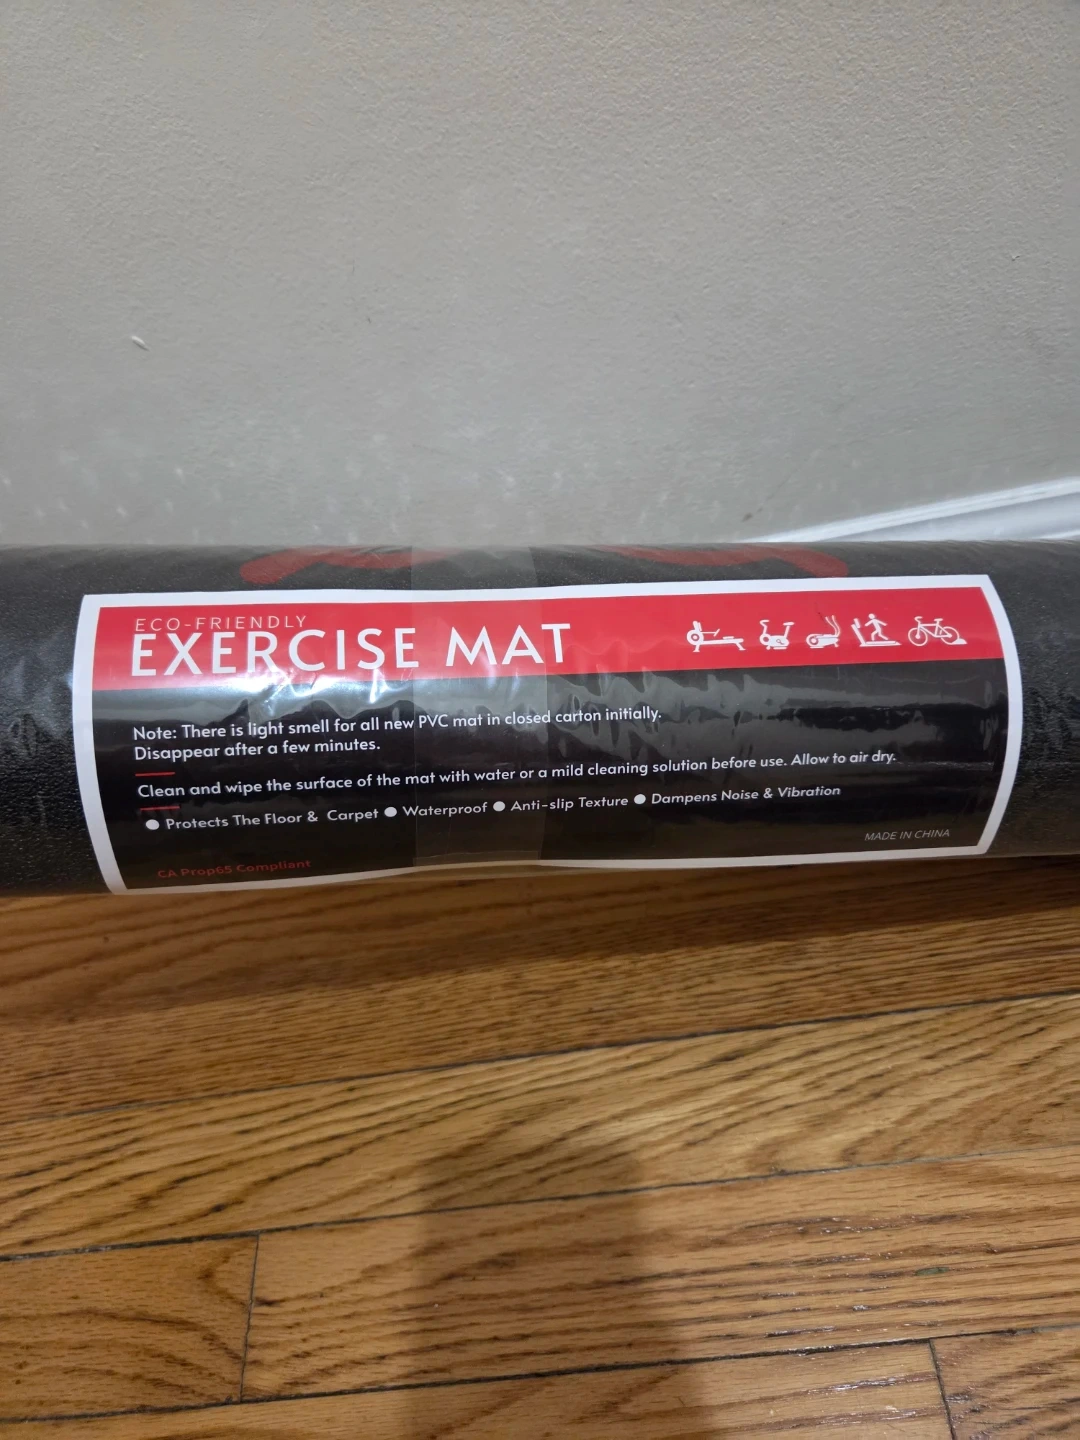 ECO-FRIENDLY
EXERCISE MAT
Note: There is light smell for all new PVC mat in closed carton initially.
Disappear after a few minutes.
Clean and wipe the surface of the mat with water or a mild cleaning solution before use. Allow to air dry.
● Protects The Floor & Carpet ● Waterproof ● Anti-slip Texture ● Dampens Noise & Vibration
MADE IN CHINA
CA Prop65 Compliant